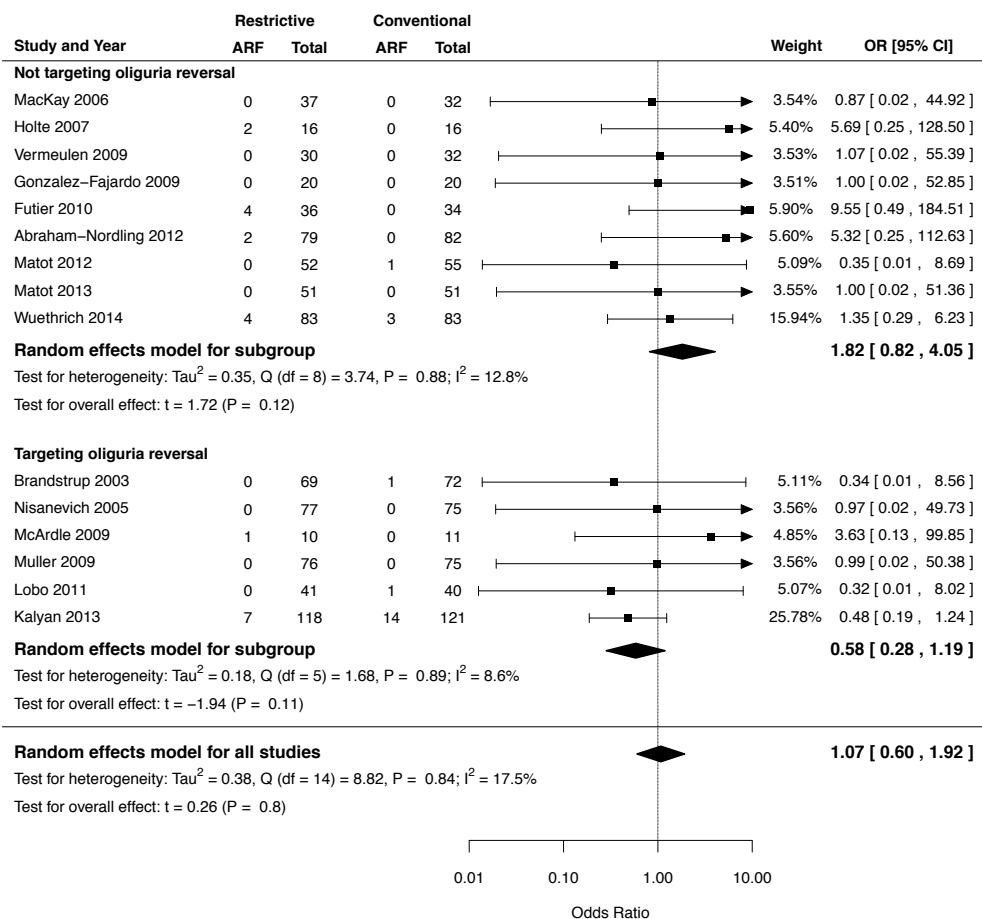 Restrictive Conventional
Study and Year ARF Total ARF Total Weight OR [95% CI]
Not targeting oliguria reversal
MacKay 2006 0 37 0 32 3.54% 0.87 [ 0.02 , 44.92 ]
Holte 2007 2 16 0 16 5.40% 5.69 [ 0.25 , 128.50 ]
Vermeulen 2009 0 30 0 32 3.53% 1.07 [ 0.02 , 55.39 ]
Gonzalez−Fajardo 2009 0 20 0 20 3.51% 1.00 [ 0.02 , 52.85 ]
Futier 2010 4 36 0 34 5.90% 9.55 [ 0.49 , 184.51 ]
Abraham−Nordling 2012 2 79 0 82 5.60% 5.32 [ 0.25 , 112.63 ]
Matot 2012 0 52 1 55 5.09% 0.35 [ 0.01 , 8.69 ]
Matot 2013 0 51 0 51 3.55% 1.00 [ 0.02 , 51.36 ]
Wuethrich 2014 4 83 3 83 15.94% 1.35 [ 0.29 , 6.23 ]
Random effects model for subgroup 1.82 [ 0.82 , 4.05 ]
Test for heterogeneity: Tau² = 0.35, Q (df = 8) = 3.74, P = 0.88; I² = 12.8%
Test for overall effect: t = 1.72 (P = 0.12)
Targeting oliguria reversal
Brandstrup 2003 0 69 1 72 5.11% 0.34 [ 0.01 , 8.56 ]
Nisanevich 2005 0 77 0 75 3.56% 0.97 [ 0.02 , 49.73 ]
McArdle 2009 1 10 0 11 4.85% 3.63 [ 0.13 , 99.85 ]
Muller 2009 0 76 0 75 3.56% 0.99 [ 0.02 , 50.38 ]
Lobo 2011 0 41 1 40 5.07% 0.32 [ 0.01 , 8.02 ]
Kalyan 2013 7 118 14 121 25.78% 0.48 [ 0.19 , 1.24 ]
Random effects model for subgroup 0.58 [ 0.28 , 1.19 ]
Test for heterogeneity: Tau² = 0.18, Q (df = 5) = 1.68, P = 0.89; I² = 8.6%
Test for overall effect: t = −1.94 (P = 0.11)
Random effects model for all studies 1.07 [ 0.60 , 1.92 ]
Test for heterogeneity: Tau² = 0.38, Q (df = 14) = 8.82, P = 0.84; I² = 17.5%
Test for overall effect: t = 0.26 (P = 0.8)
0.01 0.10 1.00 10.00
Odds Ratio